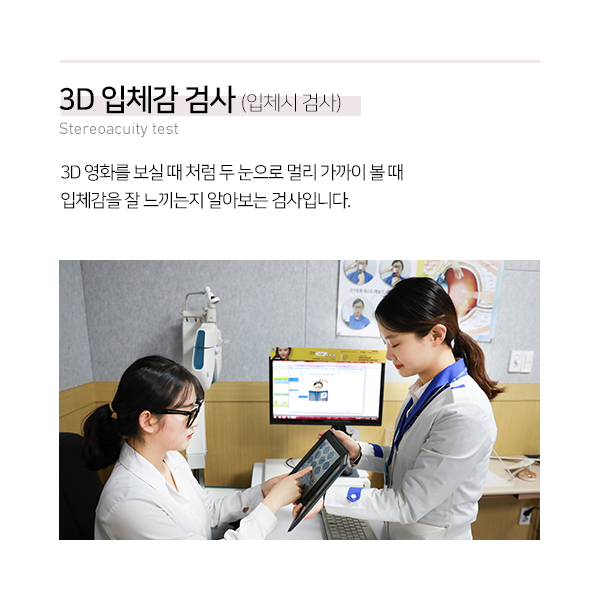 3D 입체감 검사 (입체시 검사)
Stereoacuity test
3D 영화를 보실 때 처럼 두 눈으로 멀리 가까이 볼 때
입체감을 잘 느끼는지 알아보는 검사입니다.